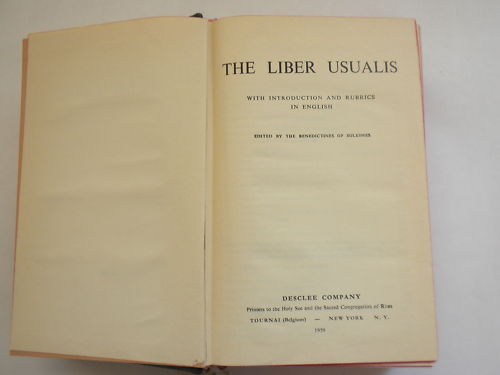 THE LIBER USUALIS
WITH INTRODUCTION AND RUBRICS
IN ENGLISH
EDITED BY THE BENEDICTINES OF SOLESMES
DESCLEE COMPANY
Printers to the Holy See and the Sacred Congregation of Rites
TOURNAI (Belgium) — NEW YORK N. Y.
1959